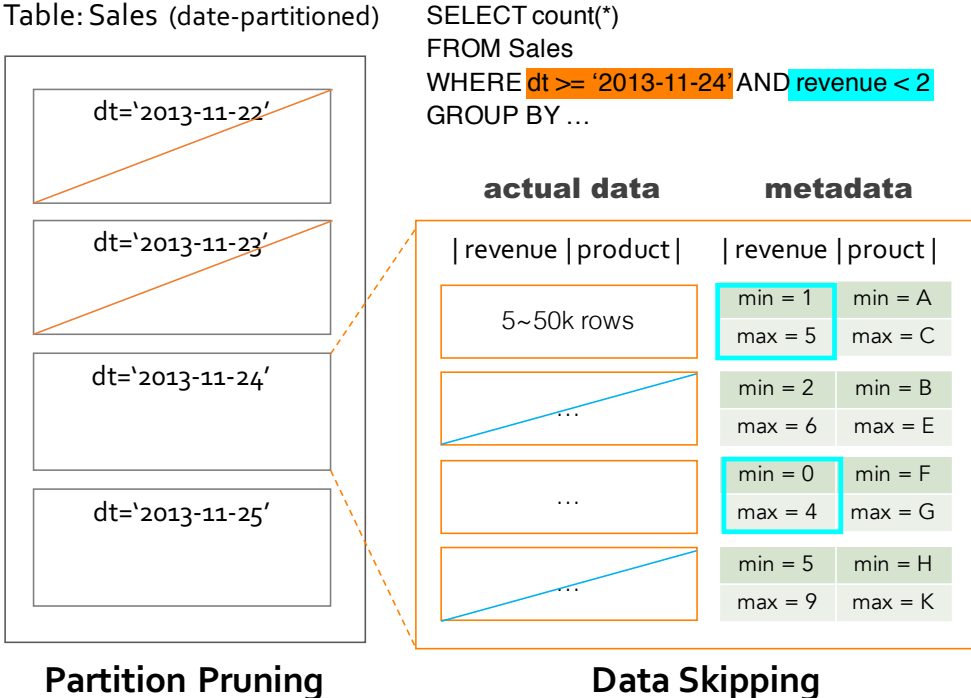 Table: Sales (date-partitioned)
SELECT count(*)
FROM Sales
WHERE dt >= ‘2013-11-24’ AND revenue < 2
GROUP BY …
dt=‘2013-11-22’
dt=‘2013-11-23’
dt=‘2013-11-24’
dt=‘2013-11-25’
Partition Pruning
actual data metadata
| revenue | product | | revenue | prouct |
5~50k rows
min = 1 min = A
max = 5 max = C
…
min = 2 min = B
max = 6 max = E
…
min = 0 min = F
max = 4 max = G
…
min = 5 min = H
max = 9 max = K
Data Skipping